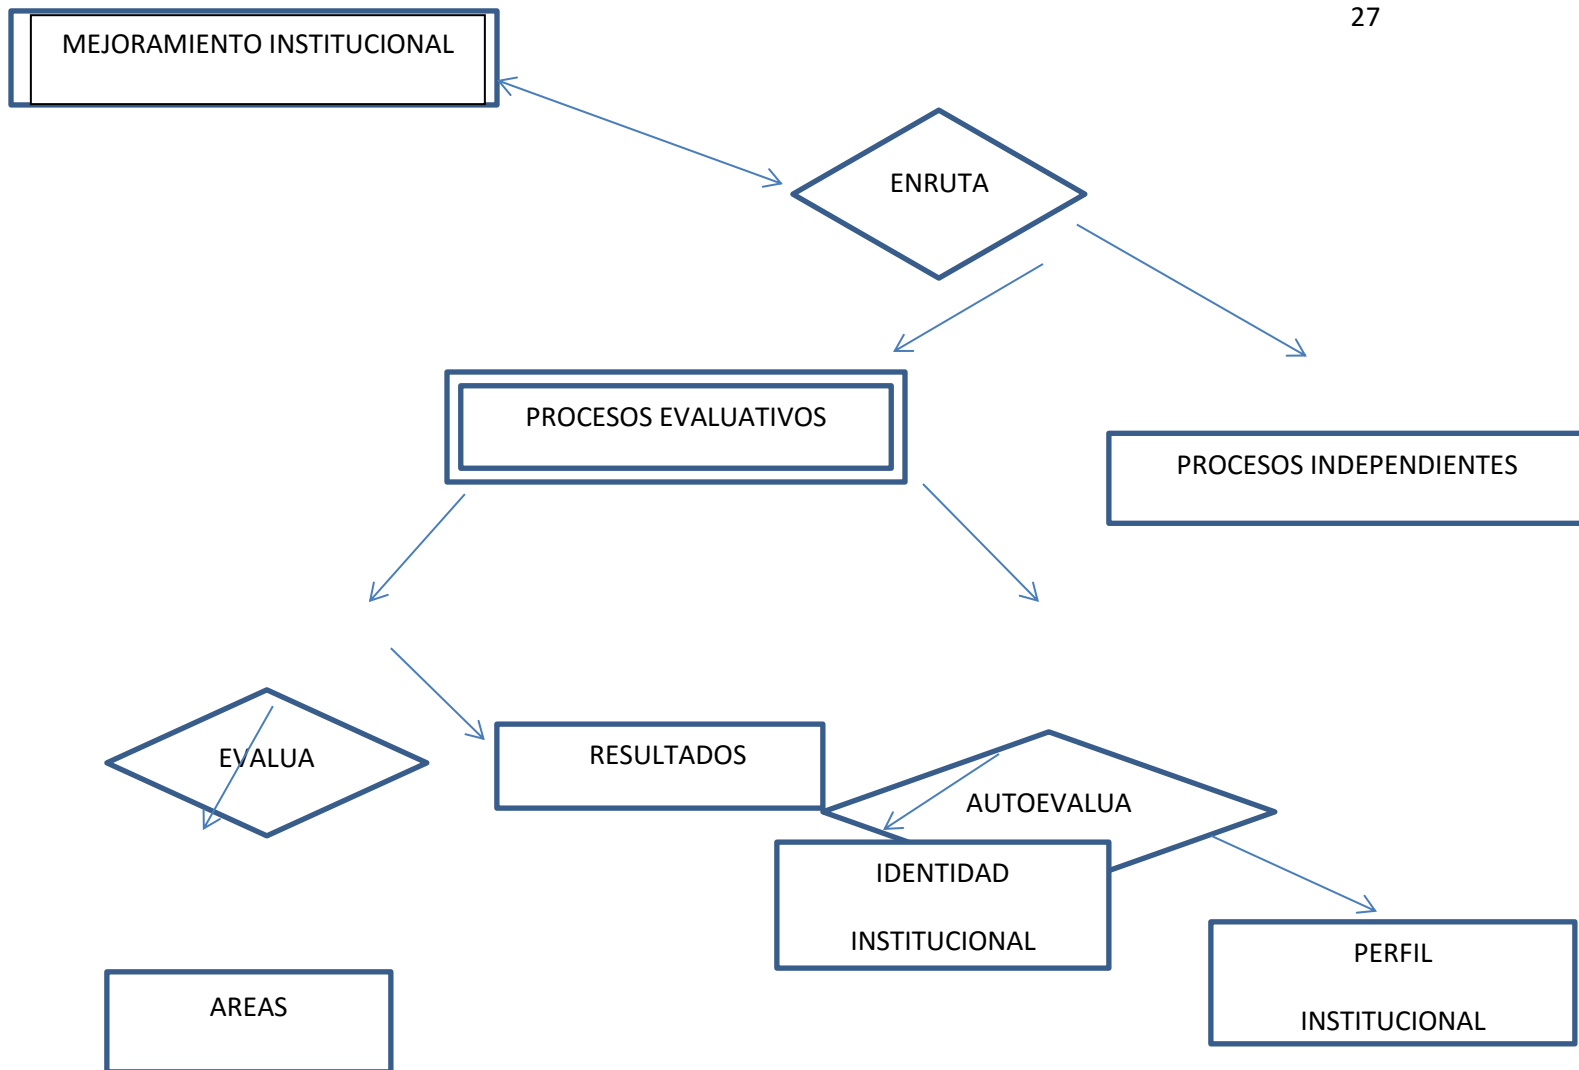 27
MEJORAMIENTO INSTITUCIONAL
ENRUTA
PROCESOS EVALUATIVOS
PROCESOS INDEPENDIENTES
EVALUA
RESULTADOS
AUTOEVALUA
IDENTIDAD
INSTITUCIONAL
PERFIL
INSTITUCIONAL
AREAS